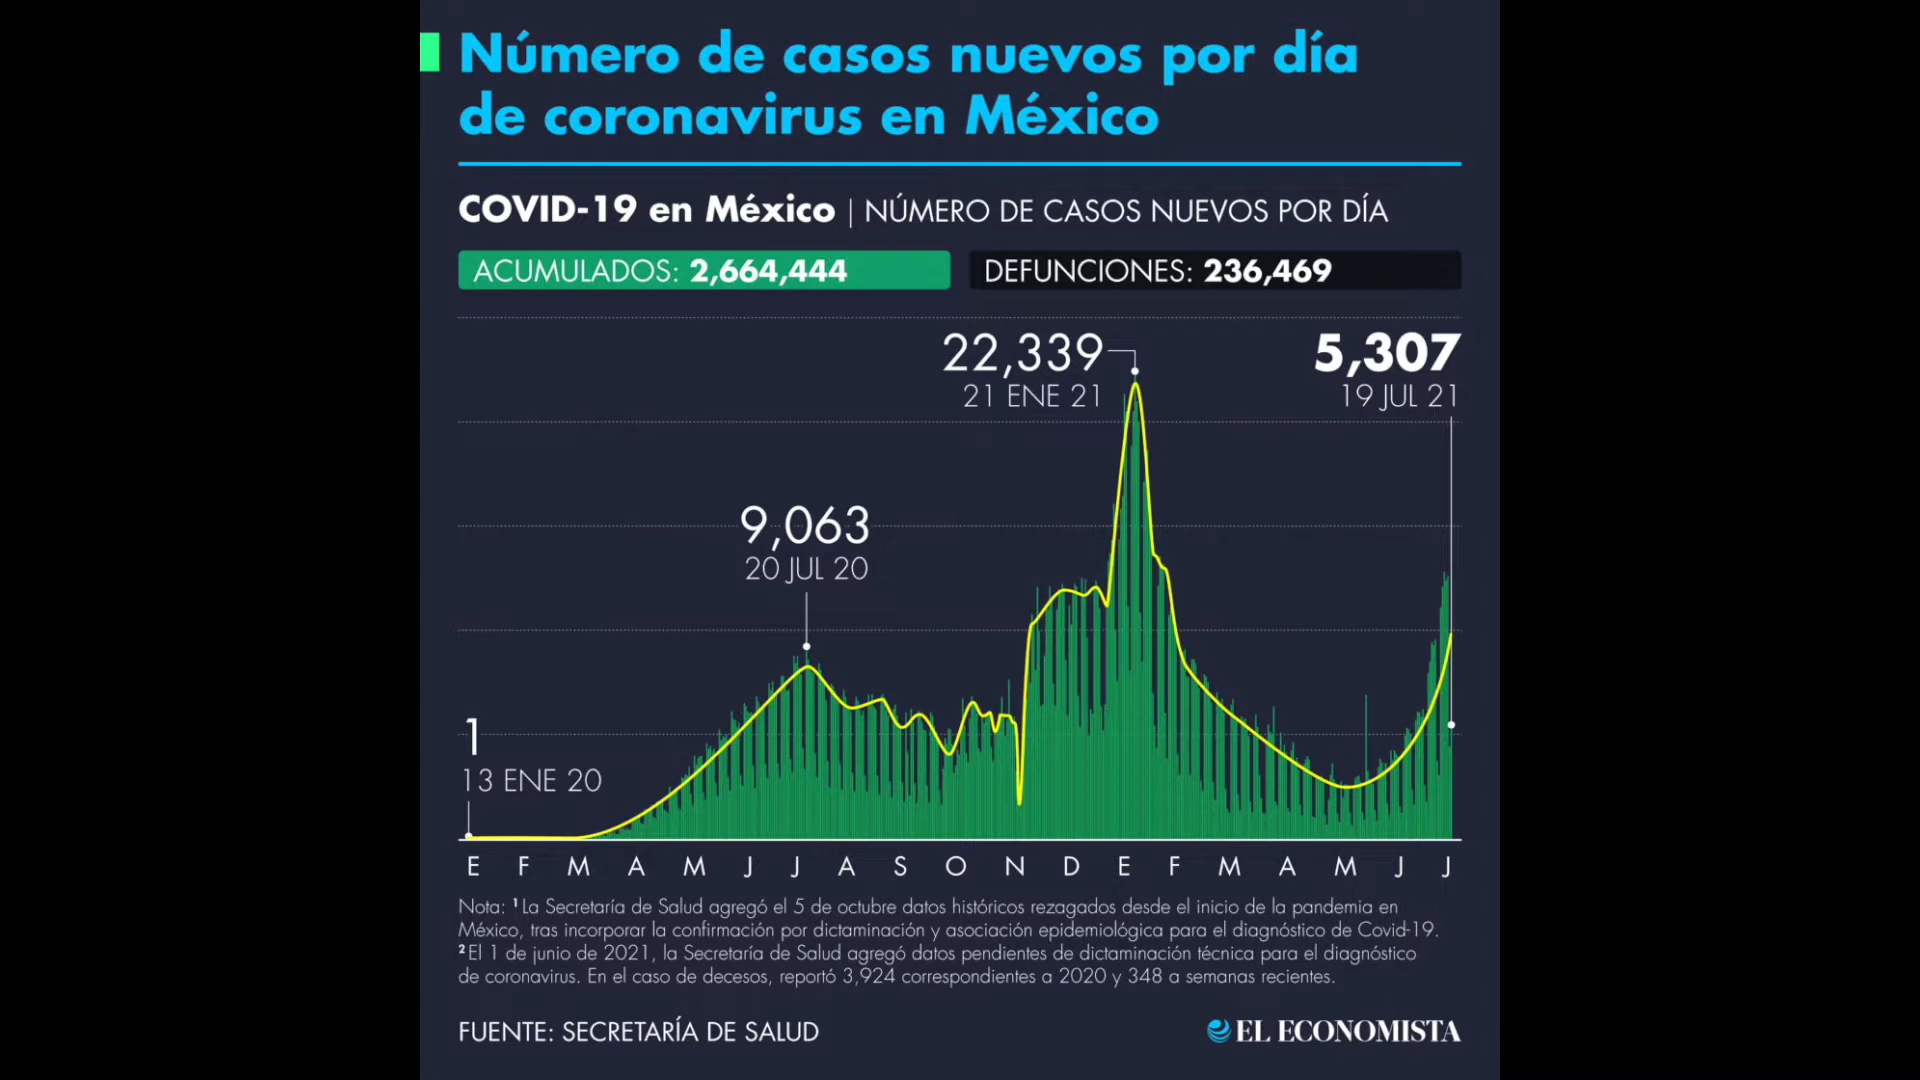 Número de casos nuevos por día
de coronavirus en México
COVID-19 en México | NÚMERO DE CASOS NUEVOS POR DÍA
ACUMULADOS: 2,664,444
DEFUNCIONES: 236,469
22,339
21 ENE 21
5,307
19 JUL 21
9,063
20 JUL 20
1
13 ENE 20
E F M A M J J A S O N D E F M A M J J
Nota: ¹ La Secretaría de Salud agregó el 5 de octubre datos históricos rezagados desde el inicio de la pandemia en
México, tras incorporar la confirmación por dictaminación y asociación epidemiológica para el diagnóstico de Covid-19.
² El 1 de junio de 2021, la Secretaría de Salud agregó datos pendientes de dictaminación técnica para el diagnóstico
de coronavirus. En el caso de decesos, reportó 3,924 correspondientes a 2020 y 348 a semanas recientes.
FUENTE: SECRETARÍA DE SALUD
EL ECONOMISTA